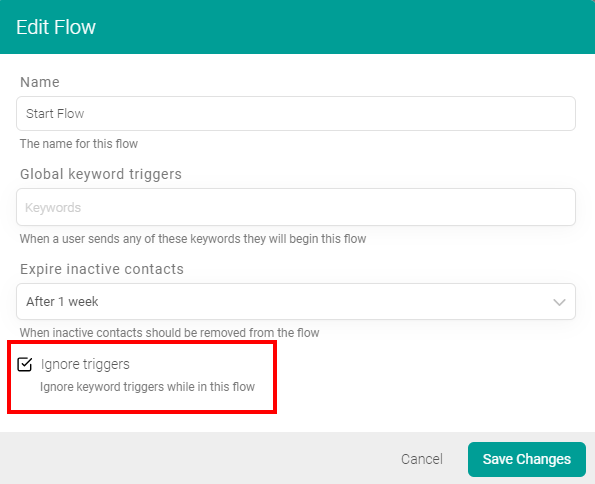 Edit Flow
Name
Start Flow
The name for this flow
Global keyword triggers
Keywords
When a user sends any of these keywords they will begin this flow
Expire inactive contacts
After 1 week
When inactive contacts should be removed from the flow
Ignore triggers
Ignore keyword triggers while in this flow
Cancel
Save Changes